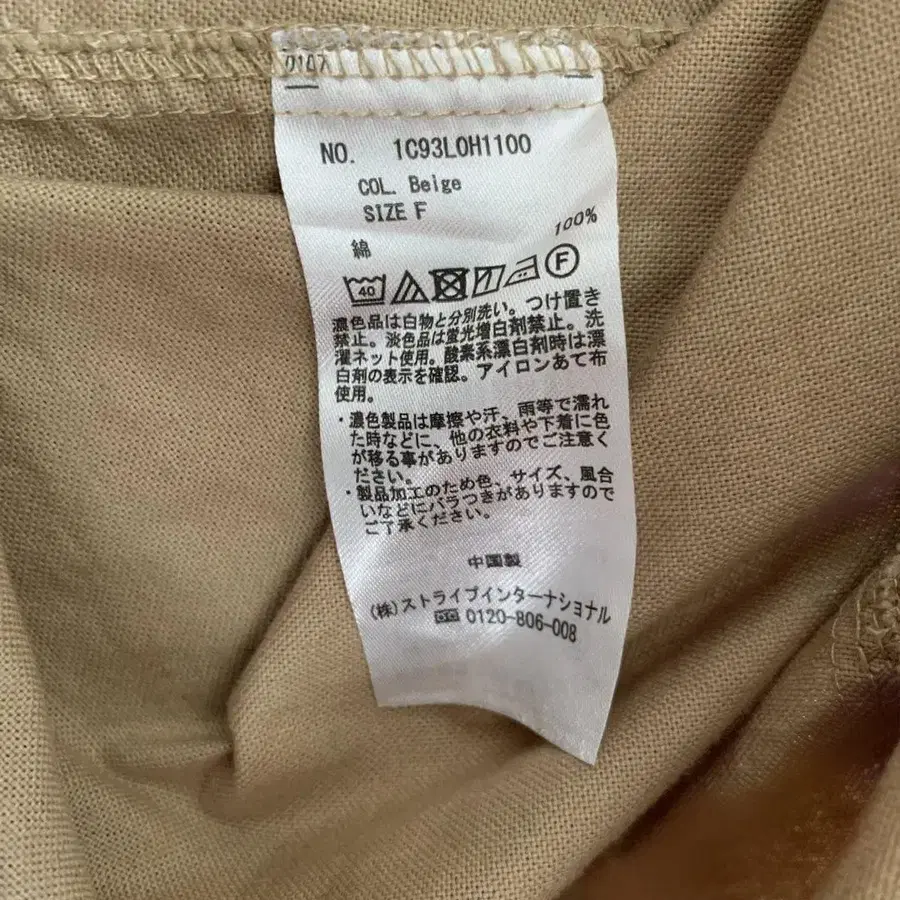 NO. 1C93L0H1100
COL. Beige
SIZE F
綿 100%
40 F
濃色品は白物と分別洗い。つけ置き
禁止。淡色品は蛍光増白剤禁止。洗
濯ネット使用。酸素系漂白剤時は漂
白剤の表示を確認。アイロンあて布
使用。
・濃色製品は摩擦や汗、雨等で濡れ
た時などに、他の衣料や下着に色
が移る事がありますのでご注意く
ださい。
・製品加工のため色、サイズ、風合
いなどにバラつきがありますので
ご了承ください。
中国製
(株)ストライプインターナショナル
0120-806-008